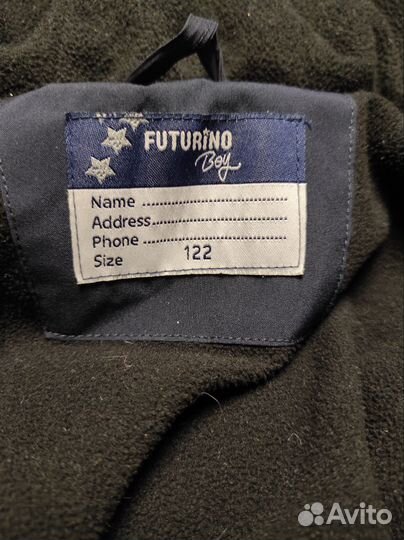 FUTURINO
Boy
Name ........................
Address ........................
Phone ........................
Size 122
Avito